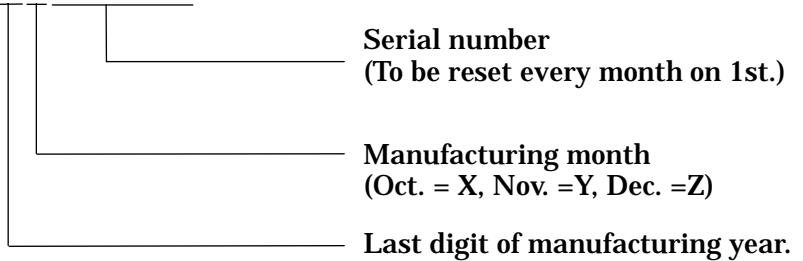 Serial number
(To be reset every month on 1st.)
Manufacturing month
(Oct. = X, Nov. =Y, Dec. =Z)
Last digit of manufacturing year.